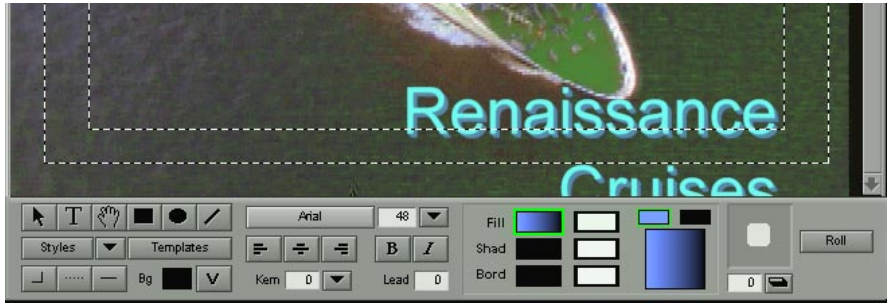 Renaissance
Cruises
T
Arial
48
Fill
Styles
Templates
B
I
Shad
Roll
Bg
V
Kern
0
Lead
0
Bord
0